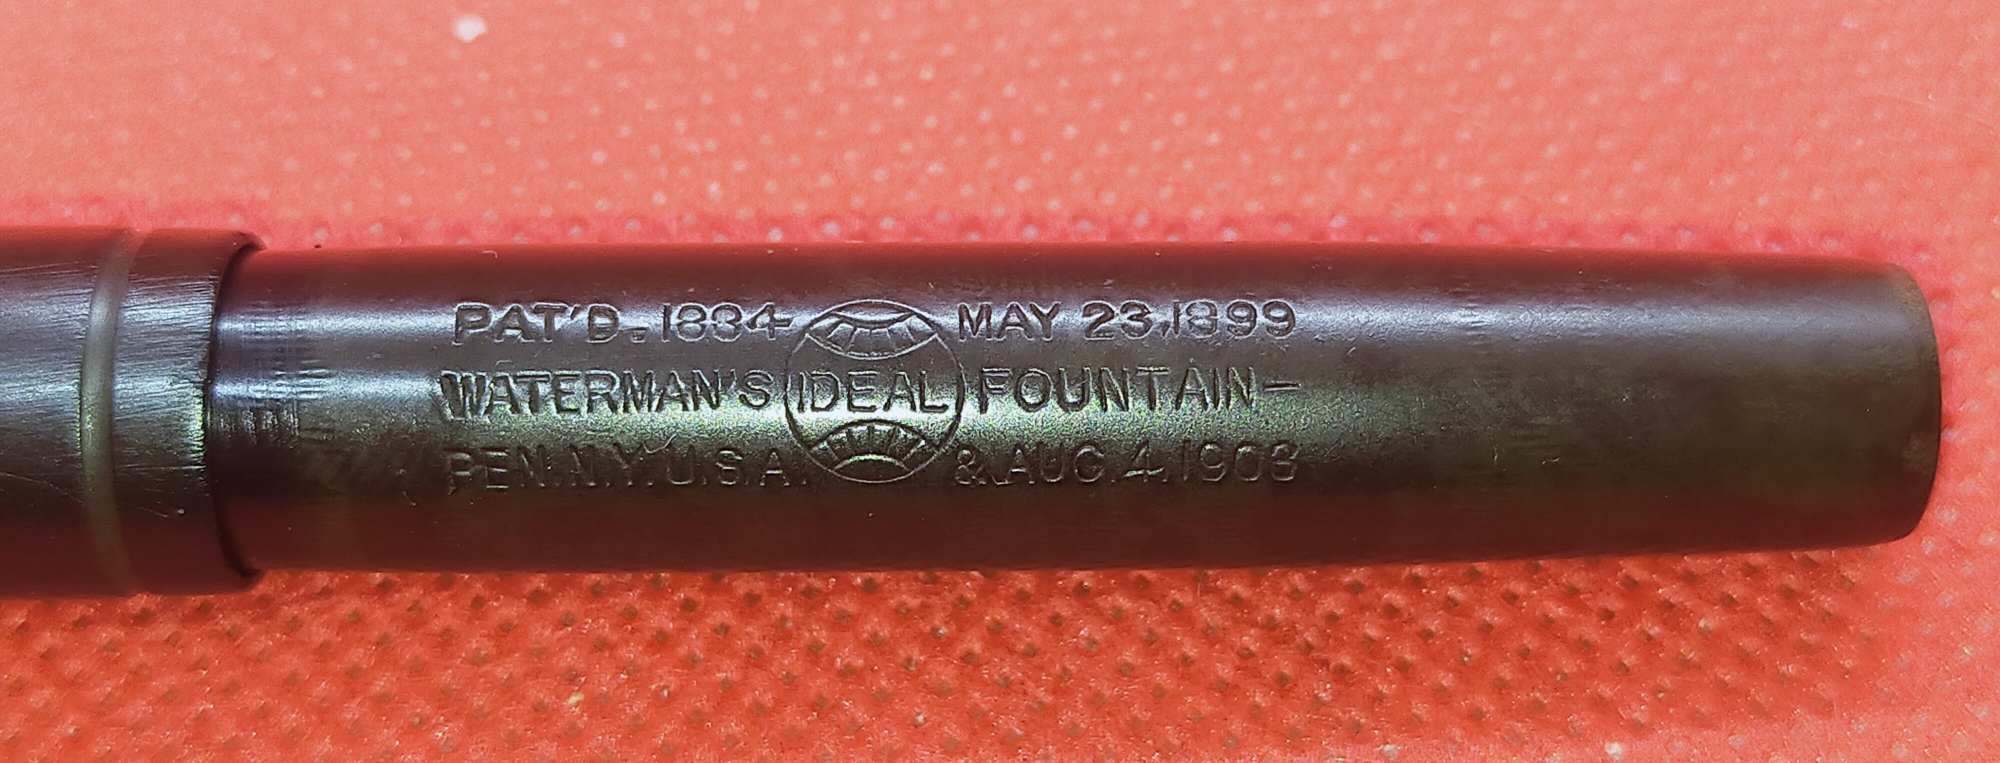 PAT'D. 1884 MAY 23, 1899
WATERMAN'S IDEAL FOUNTAIN-
PEN. N.Y. U.S.A. & AUG. 4, 1903